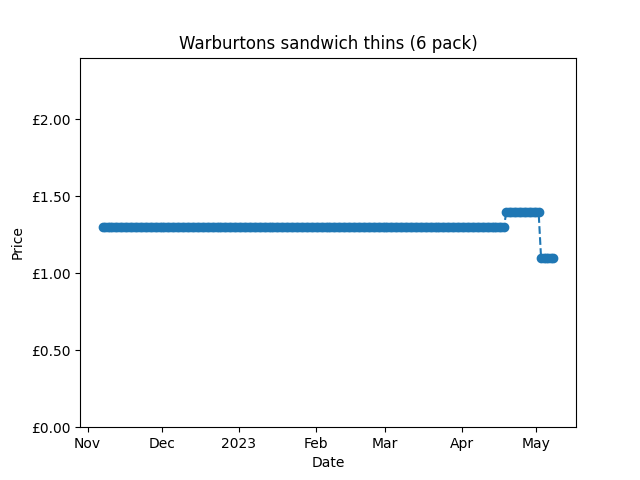 Warburtons sandwich thins (6 pack)
£2.00
£1.50
£1.00
£0.50
£0.00
Price
Nov Dec 2023 Feb Mar Apr May
Date